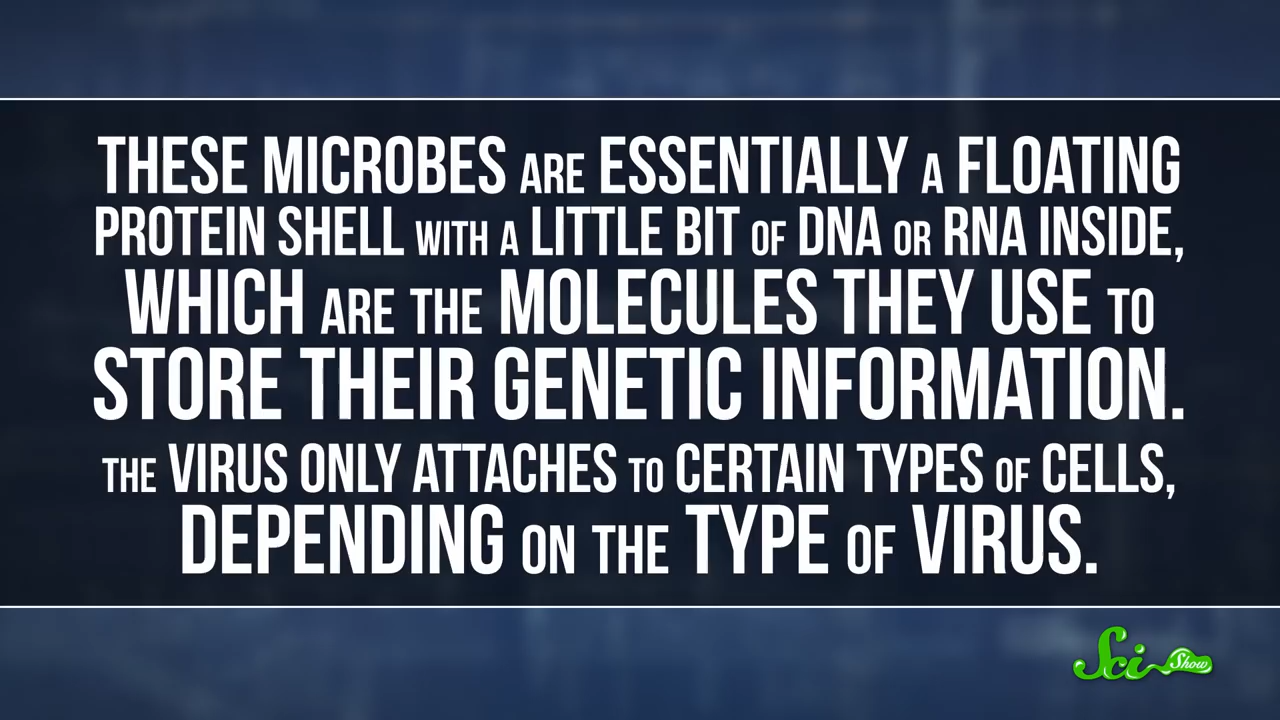 THESE MICROBES ARE ESSENTIALLY A FLOATING
PROTEIN SHELL WITH A LITTLE BIT OF DNA OR RNA INSIDE,
WHICH ARE THE MOLECULES THEY USE TO
STORE THEIR GENETIC INFORMATION.
THE VIRUS ONLY ATTACHES TO CERTAIN TYPES OF CELLS,
DEPENDING ON THE TYPE OF VIRUS.
Sci Show